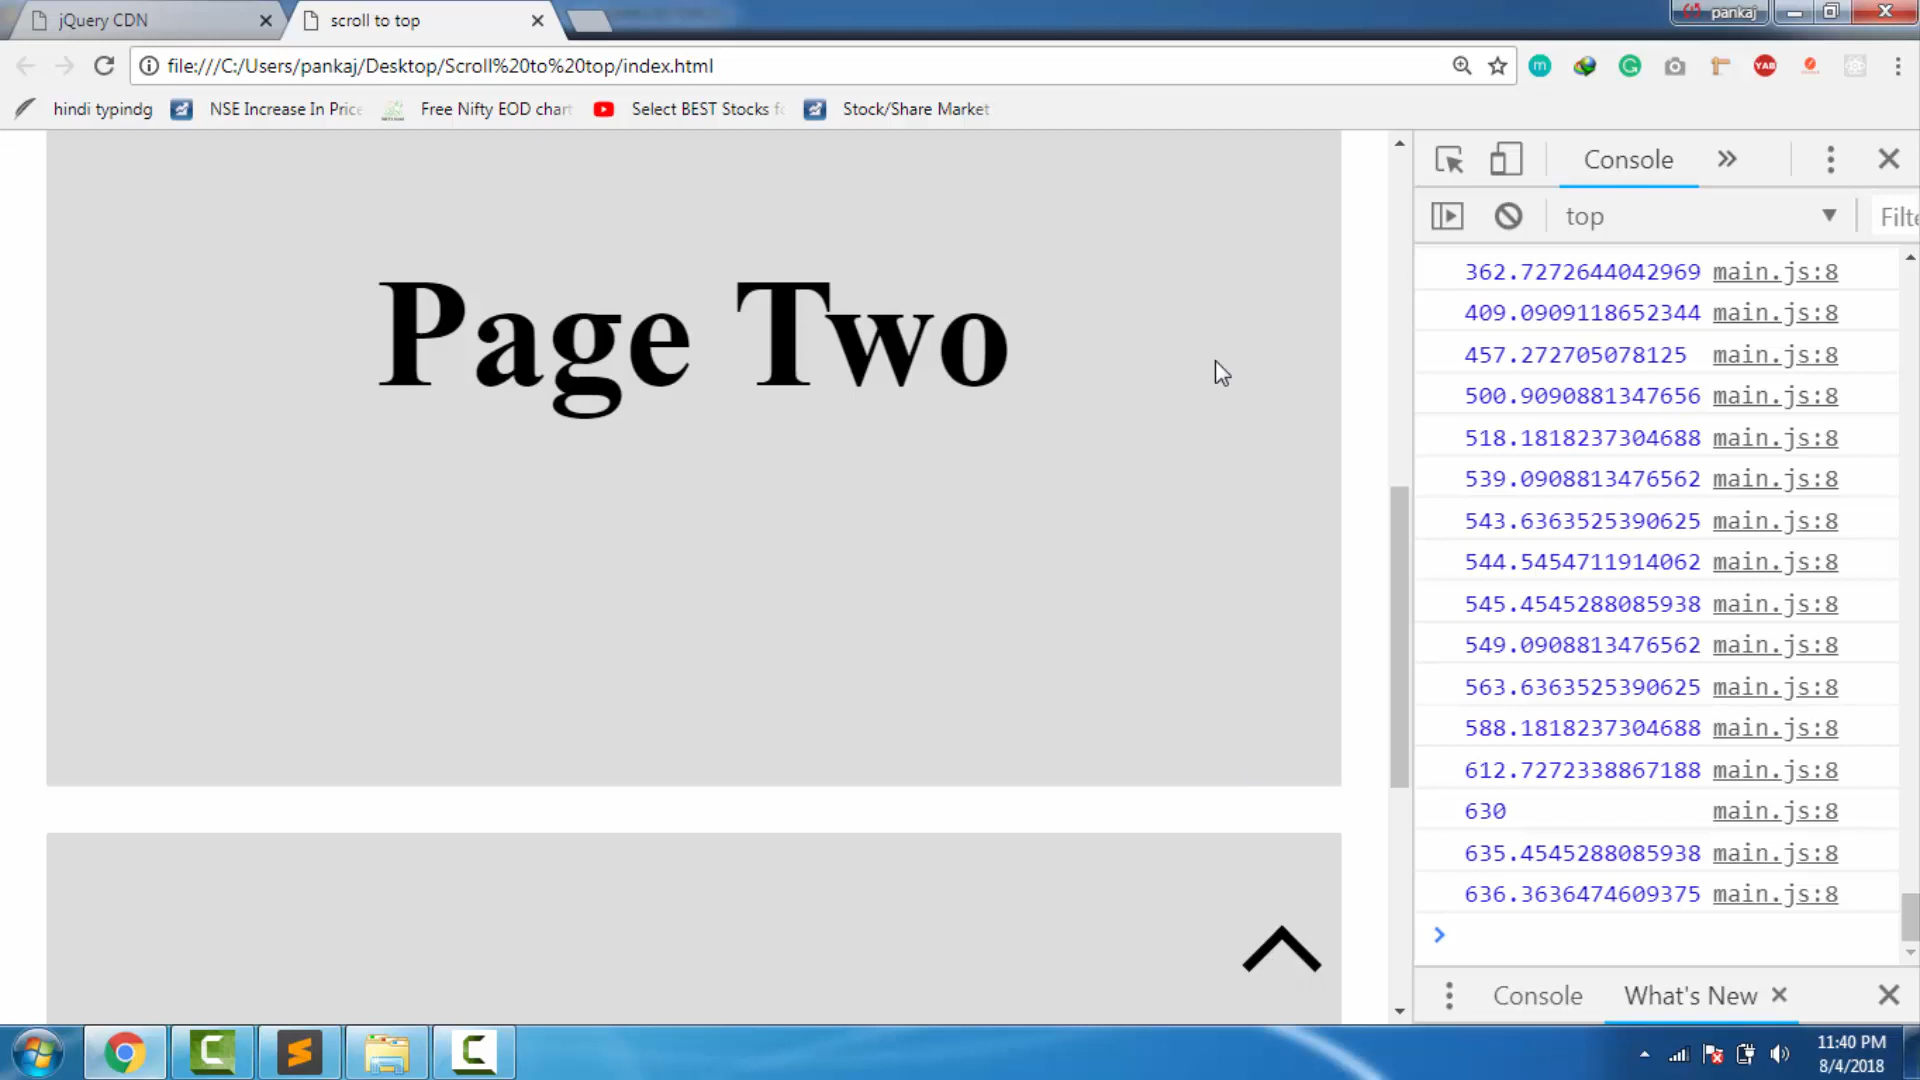 jQuery CDN
scroll to top
pankaj
file:///C:/Users/pankaj/Desktop/Scroll%20to%20top/index.html
hindi typindg
NSE Increase In Price
Free Nifty EOD chart
Select BEST Stocks f
Stock/Share Market
Page Two
Console
top
Filte
362.7272644042969 main.js:8
409.0909118652344 main.js:8
457.272705078125 main.js:8
500.9090881347656 main.js:8
518.1818237304688 main.js:8
539.0908813476562 main.js:8
543.6363525390625 main.js:8
544.5454711914062 main.js:8
545.4545288085938 main.js:8
549.0908813476562 main.js:8
563.6363525390625 main.js:8
588.1818237304688 main.js:8
612.7272338867188 main.js:8
630 main.js:8
635.4545288085938 main.js:8
636.3636474609375 main.js:8
Console
What's New
11:40 PM
8/4/2018